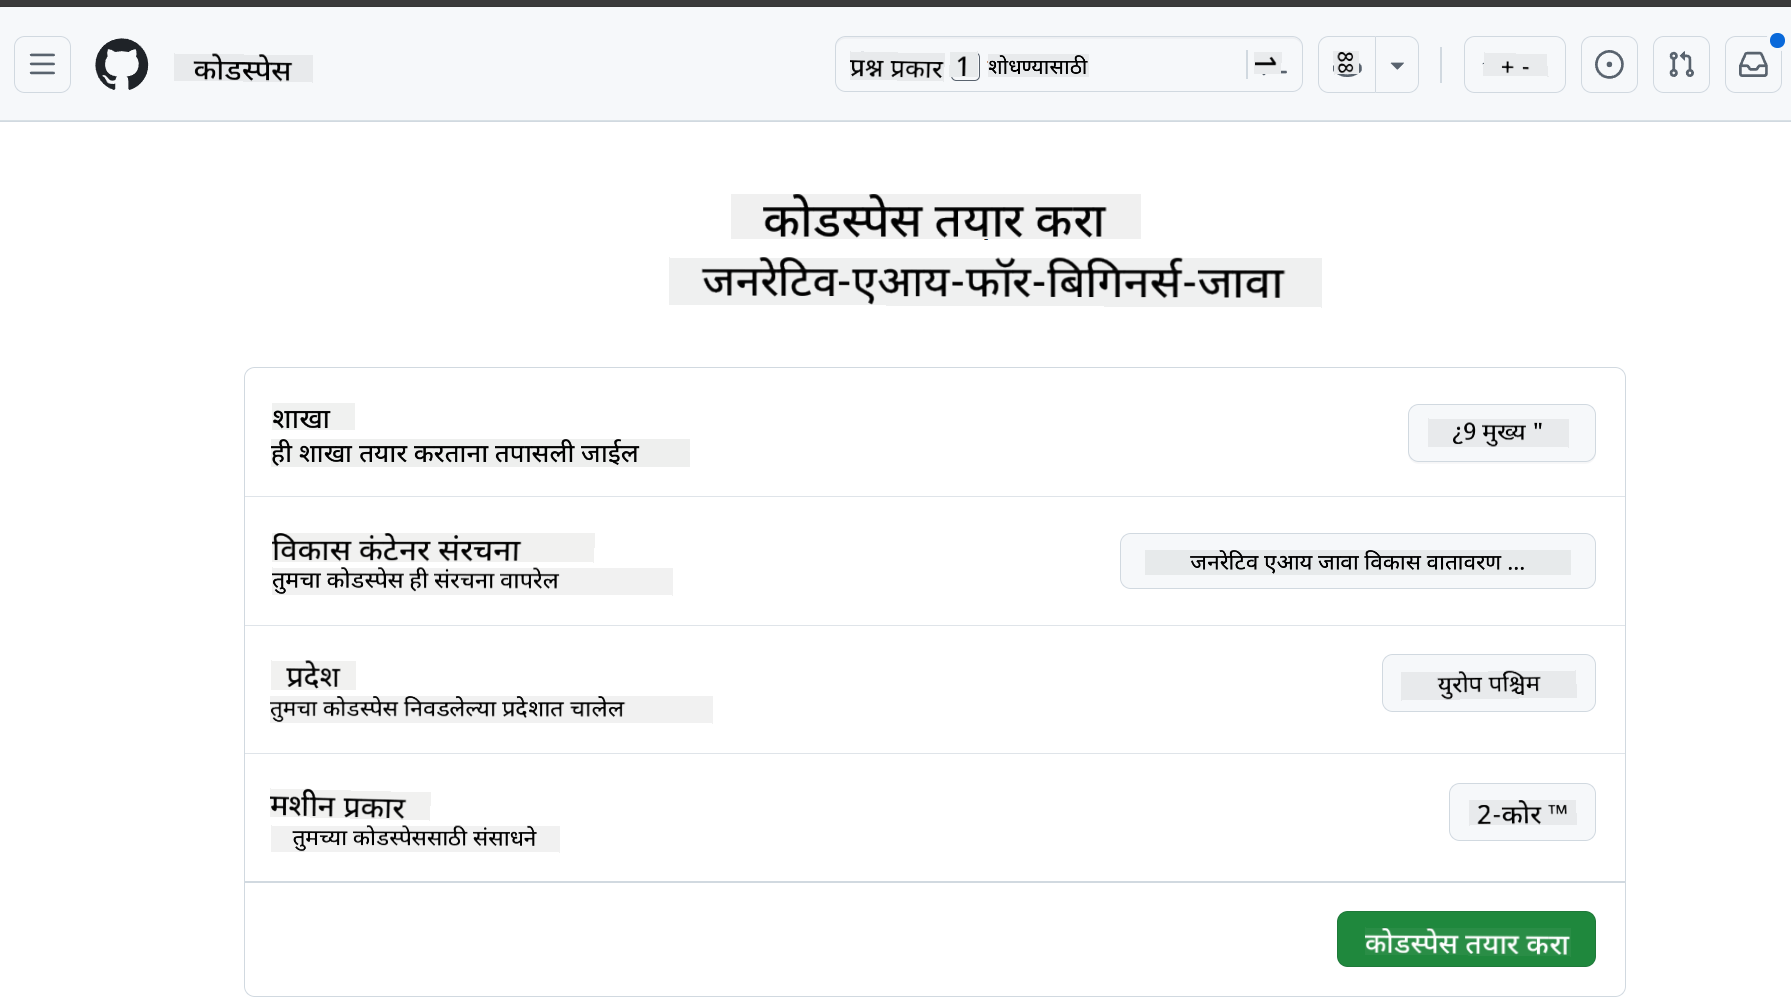 कोडस्पेस
प्रश्न प्रकार 1 शोधण्यासाठी
+ -
कोडस्पेस तयार करा
जनरेटिव-एआय-फॉर-बिगिनर्स-जावा
शाखा
ही शाखा तयार करताना तपासली जाईल
¿9 मुख्य "
विकास कंटेनर संरचना
तुमचा कोडस्पेस ही संरचना वापरेल
जनरेटिव एआय जावा विकास वातावरण ...
प्रदेश
तुमचा कोडस्पेस निवडलेल्या प्रदेशात चालेल
युरोप पश्चिम
मशीन प्रकार
तुमच्या कोडस्पेससाठी संसाधने
2-कोर ™
कोडस्पेस तयार करा